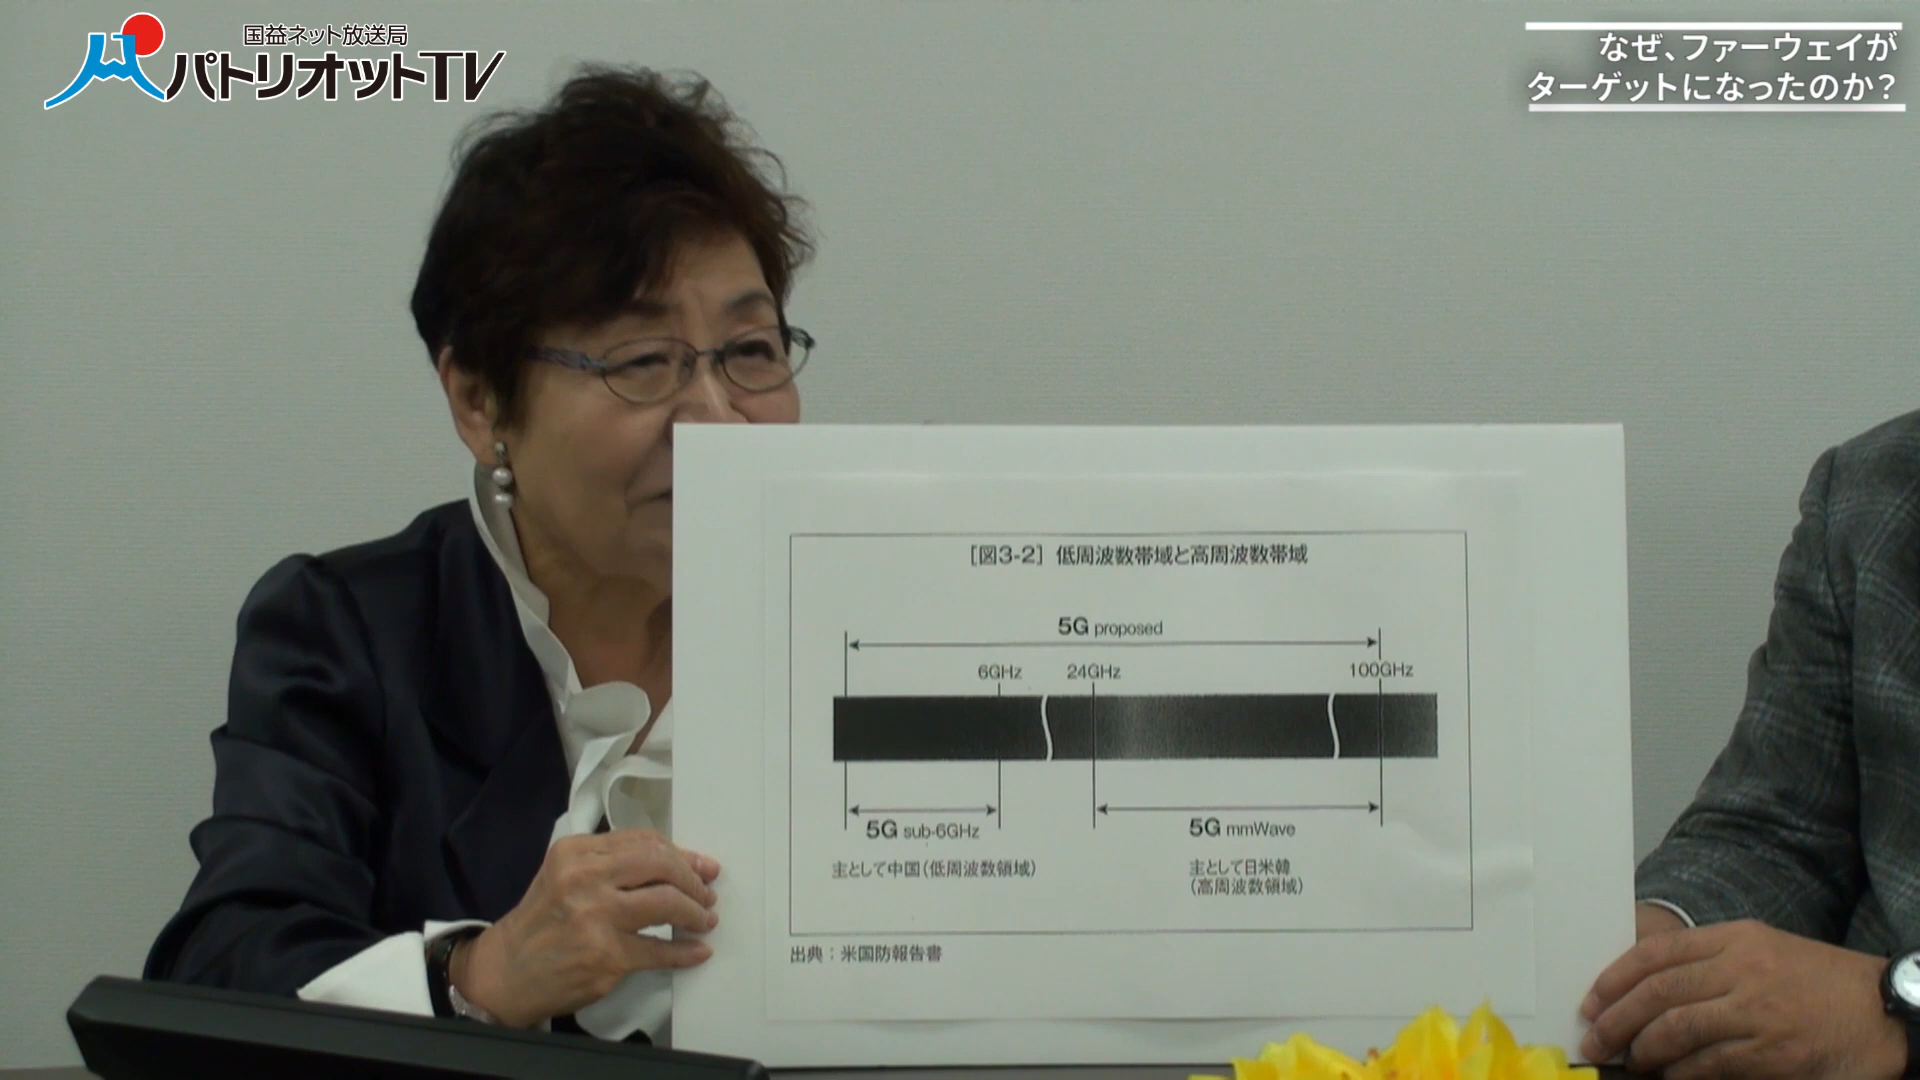 国益ネット放送局
パトリオットTV
なぜ、ファーウェイが
ターゲットになったのか?
[図3-2] 低周波数帯域と高周波数帯域
5G proposed
6GHz
24GHz
100GHz
5G sub-6GHz
5G mmWave
主として中国(低周波数領域)
主として日米韓
(高周波数領域)
出典:米国防報告書